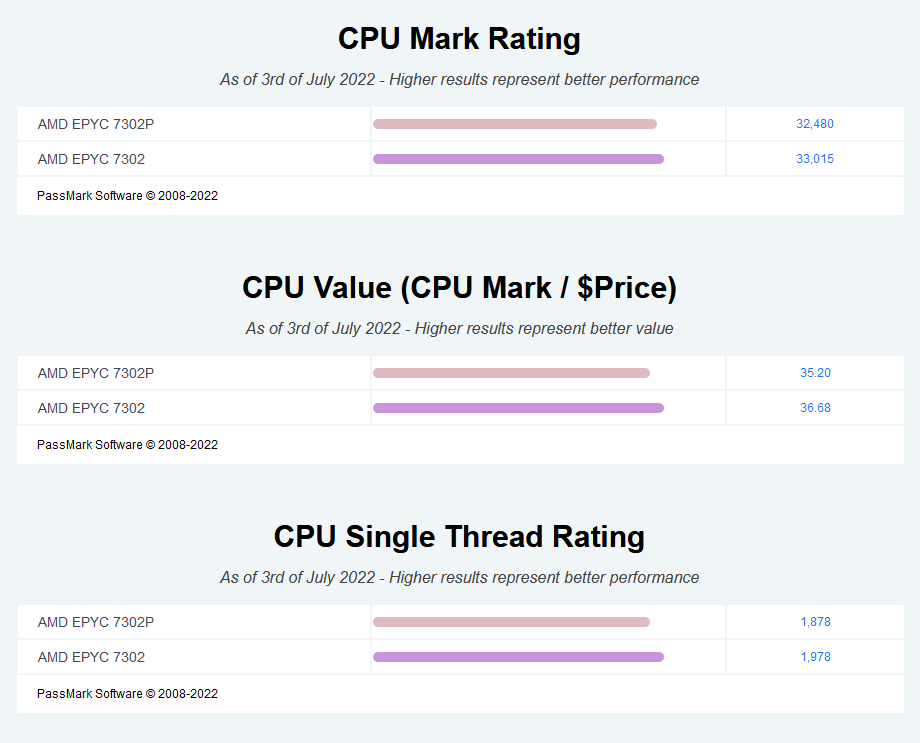 CPU Mark Rating
As of 3rd of July 2022 - Higher results represent better performance
AMD EPYC 7302P 32,480
AMD EPYC 7302 33,015
PassMark Software © 2008-2022
CPU Value (CPU Mark / $Price)
As of 3rd of July 2022 - Higher results represent better value
AMD EPYC 7302P 35.20
AMD EPYC 7302 36.68
PassMark Software © 2008-2022
CPU Single Thread Rating
As of 3rd of July 2022 - Higher results represent better performance
AMD EPYC 7302P 1,878
AMD EPYC 7302 1,978
PassMark Software © 2008-2022